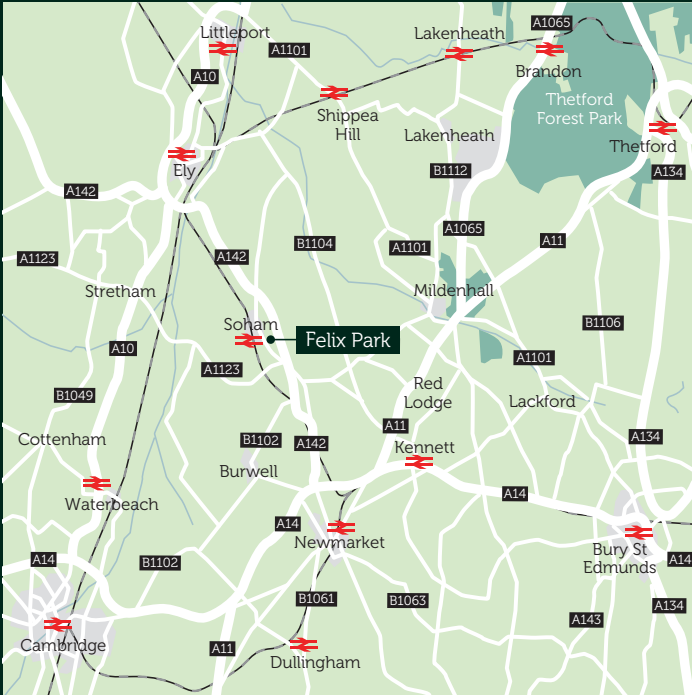 Littleport
A1101
Lakenheath
A1065
A10
Brandon
Shippea
Hill
Thetford
Forest Park
Lakenheath
Thetford
Ely
B1112
A134
A142
A1065
A1123
A142
B1104
A1101
A11
Stretham
Mildenhall
Soham
Felix Park
B1106
A10
A1123
A1101
B1049
Red
Lodge
Lackford
A11
Cottenham
B1102
A142
Kennett
A134
Burwell
Waterbeach
A14
A14
Newmarket
Bury St
Edmunds
A14
B1102
A14
B1061
B1063
A134
A143
Cambridge
A11
Dullingham